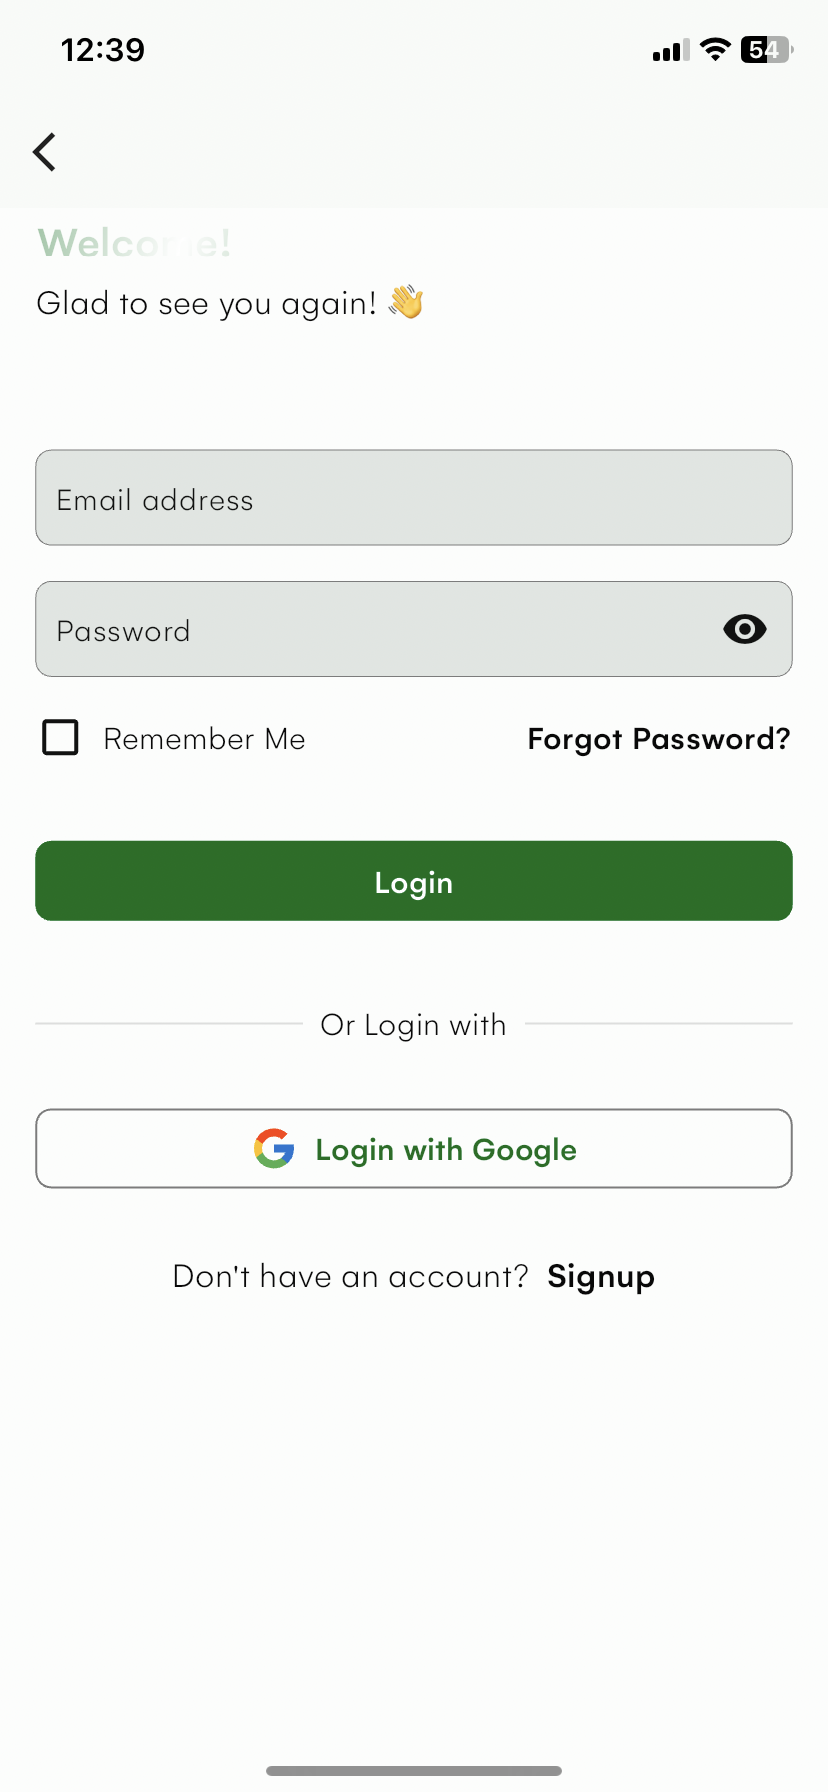 12:39
54
Welcome!
Glad to see you again! 👋
Email address
Password
Remember Me
Forgot Password?
Login
Or Login with
Login with Google
Don't have an account? Signup